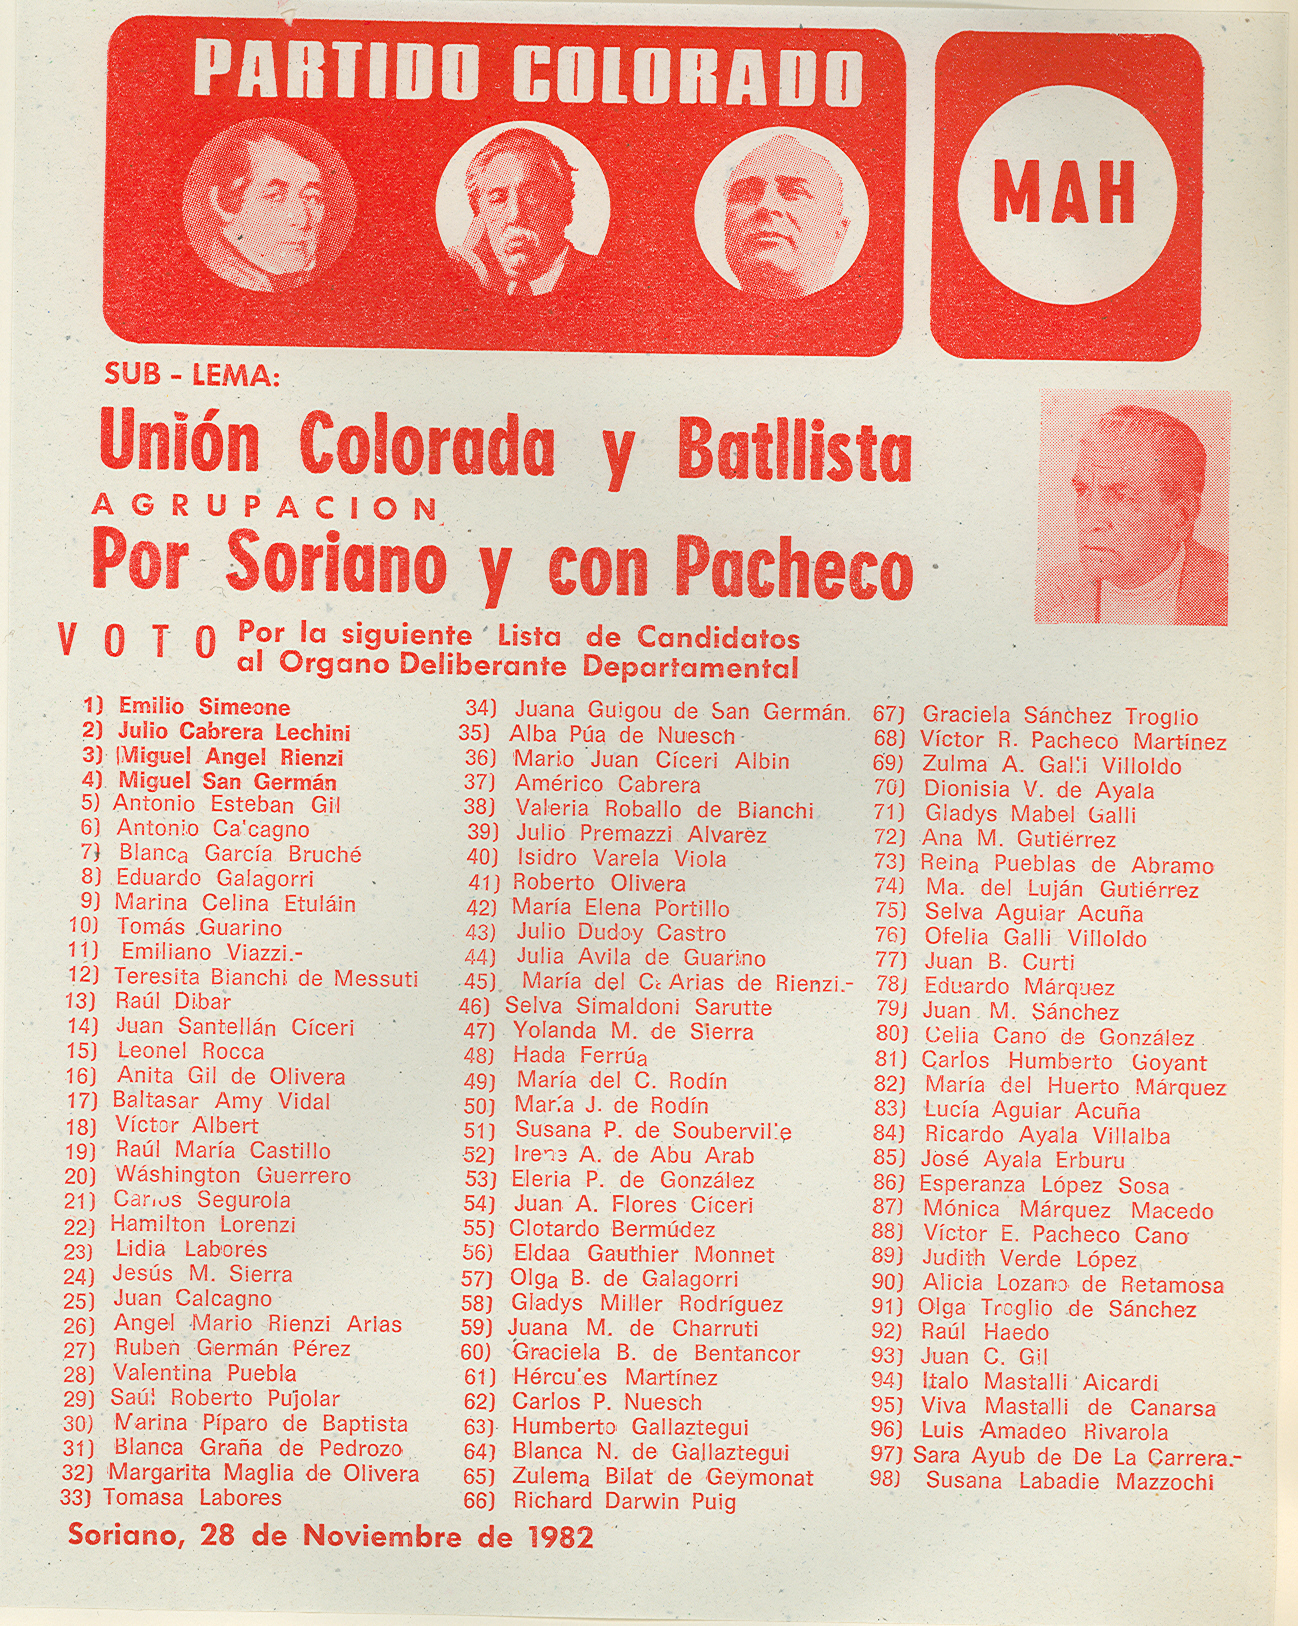 PARTIDO COLORADO
MAH
SUB - LEMA:
Unión Colorada y Batllista
AGRUPACION
Por Soriano y con Pacheco
VOTO Por la siguiente Lista de Candidatos
al Organo Deliberante Departamental
1) Emilio Simeone
2) Julio Cabrera Lechini
3) Miguel Angel Rienzi
4) Miguel San Germán
5) Antonio Esteban Gil
6) Antonio Calcagno
7) Blanca García Bruché
8) Eduardo Galagorri
9) Marina Celina Etuláin
10) Tomás Guarino
11) Emiliano Viazzi.-
12) Teresita Bianchi de Messuti
13) Raúl Dibar
14) Juan Santellán Cíceri
15) Leonel Rocca
16) Anita Gil de Olivera
17) Baltasar Amy Vidal
18) Víctor Albert
19) Raúl María Castillo
20) Wáshington Guerrero
21) Carlos Segurola
22) Hamilton Lorenzi
23) Lidia Labores
24) Jesús M. Sierra
25) Juan Calcagno
26) Angel Mario Rienzi Arias
27) Ruben Germán Pérez
28) Valentina Puebla
29) Saúl Roberto Pujolar
30) Marina Píparo de Baptista
31) Blanca Graña de Pedrozo
32) Margarita Maglia de Olivera
33) Tomasa Labores
34) Juana Guigou de San Germán.
35) Alba Púa de Nuesch
36) Mario Juan Cíceri Albin
37) Américo Cabrera
38) Valeria Roballo de Bianchi
39) Julio Premazzi Alvarez
40) Isidro Varela Viola
41) Roberto Olivera
42) María Elena Portillo
43) Julio Dudoy Castro
44) Julia Avila de Guarino
45) María del C. Arias de Rienzi.-
46) Selva Simaldoni Sarutte
47) Yolanda M. de Sierra
48) Hada Ferrúa
49) María del C. Rodín
50) María J. de Rodín
51) Susana P. de Souberville
52) Irene A. de Abu Arab
53) Eleria P. de González
54) Juan A. Flores Cíceri
55) Clotardo Bermúdez
56) Eldaa Gauthier Monnet
57) Olga B. de Galagorri
58) Gladys Miller Rodríguez
59) Juana M. de Charruti
60) Graciela B. de Bentancor
61) Hércules Martínez
62) Carlos P. Nuesch
63) Humberto Gallaztegui
64) Blanca N. de Gallaztegui
65) Zulema Bilat de Geymonat
66) Richard Darwin Puig
67) Graciela Sánchez Troglio
68) Víctor R. Pacheco Martínez
69) Zulma A. Galli Villoldo
70) Dionisia V. de Ayala
71) Gladys Mabel Galli
72) Ana M. Gutiérrez
73) Reina Pueblas de Abramo
74) Ma. del Luján Gutiérrez
75) Selva Aguiar Acuña
76) Ofelia Galli Villoldo
77) Juan B. Curti
78) Eduardo Márquez
79) Juan M. Sánchez
80) Celia Cano de González
81) Carlos Humberto Goyant
82) María del Huerto Márquez
83) Lucía Aguiar Acuña
84) Ricardo Ayala Villalba
85) José Ayala Erburu
86) Esperanza López Sosa
87) Mónica Márquez Macedo
88) Víctor E. Pacheco Cano
89) Judith Verde López
90) Alicia Lozano de Retamosa
91) Olga Troglio de Sánchez
92) Raúl Haedo
93) Juan C. Gil
94) Italo Mastalli Aicardi
95) Viva Mastalli de Canarsa
96) Luis Amadeo Rivarola
97) Sara Ayub de De La Carrera.-
98) Susana Labadie Mazzochi
Soriano, 28 de Noviembre de 1982